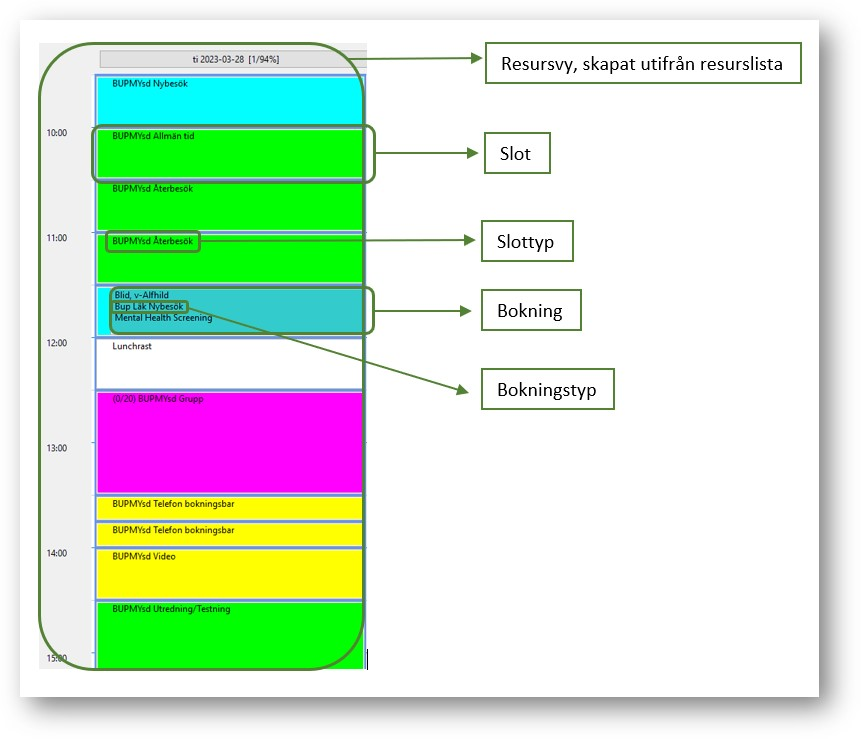 ti 2023-03-28 [1/94%]
Resursvy, skapat utifrån resurslista
BUPMYsd Nybesök
10:00
BUPMYsd Allmän tid
Slot
BUPMYsd Återbesök
11:00
BUPMYsd Återbesök
Slottyp
Blid, v-Alfhild
Bup Läk Nybesök
Mental Health Screening
Bokning
12:00
Lunchrast
Bokningstyp
(0/20) BUPMYsd Grupp
13:00
BUPMYsd Telefon bokningsbar
BUPMYsd Telefon bokningsbar
14:00
BUPMYsd Video
BUPMYsd Utredning/Testning
15:00